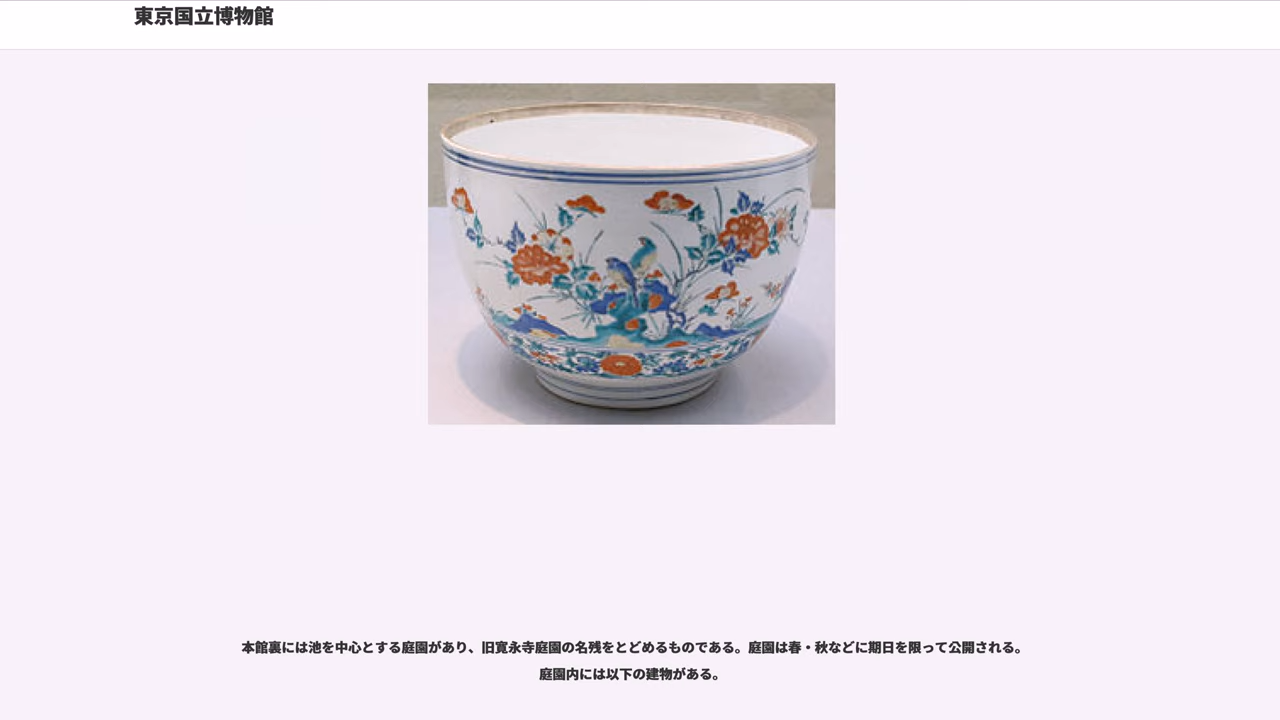 東京国立博物館
本館裏には池を中心とする庭園があり、旧寛永寺庭園の名残をとどめるものである。庭園は春・秋などに期日を限って公開される。
庭園内には以下の建物がある。